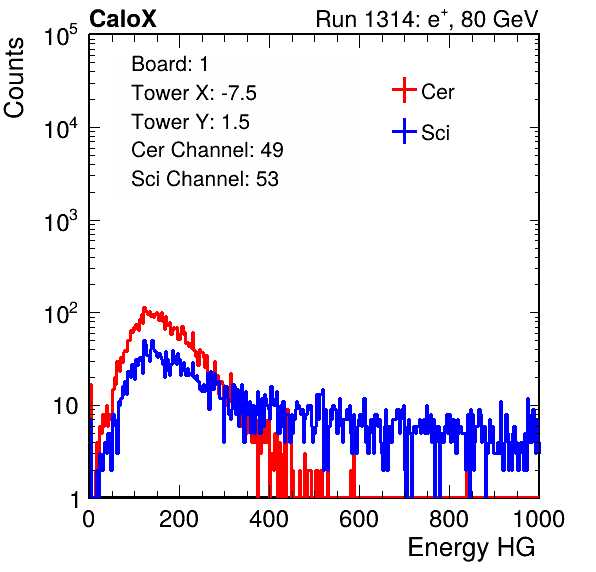 CaloX Run 1314: e⁺, 80 GeV
Counts
Board: 1
Tower X: -7.5
Tower Y: 1.5
Cer Channel: 49
Sci Channel: 53
Cer
Sci
10⁵
10⁴
10³
10²
10
1
0 200 400 600 800 1000
Energy HG